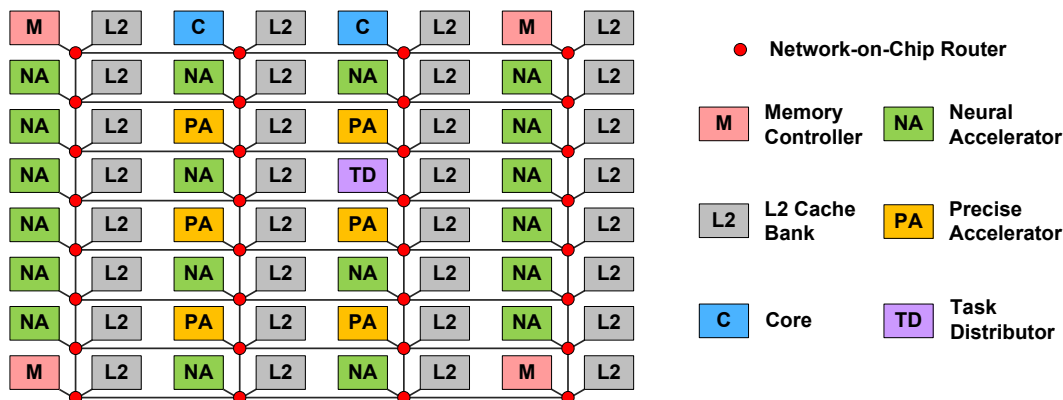 M L2 C L2 C L2 M L2
NA L2 NA L2 NA L2 NA L2
NA L2 PA L2 PA L2 NA L2
NA L2 NA L2 TD L2 NA L2
NA L2 PA L2 PA L2 NA L2
NA L2 NA L2 NA L2 NA L2
NA L2 PA L2 PA L2 NA L2
M L2 NA L2 NA L2 M L2
Network-on-Chip Router
M Memory
Controller
NA Neural
Accelerator
L2 L2 Cache
Bank
PA Precise
Accelerator
C Core
TD Task
Distributor